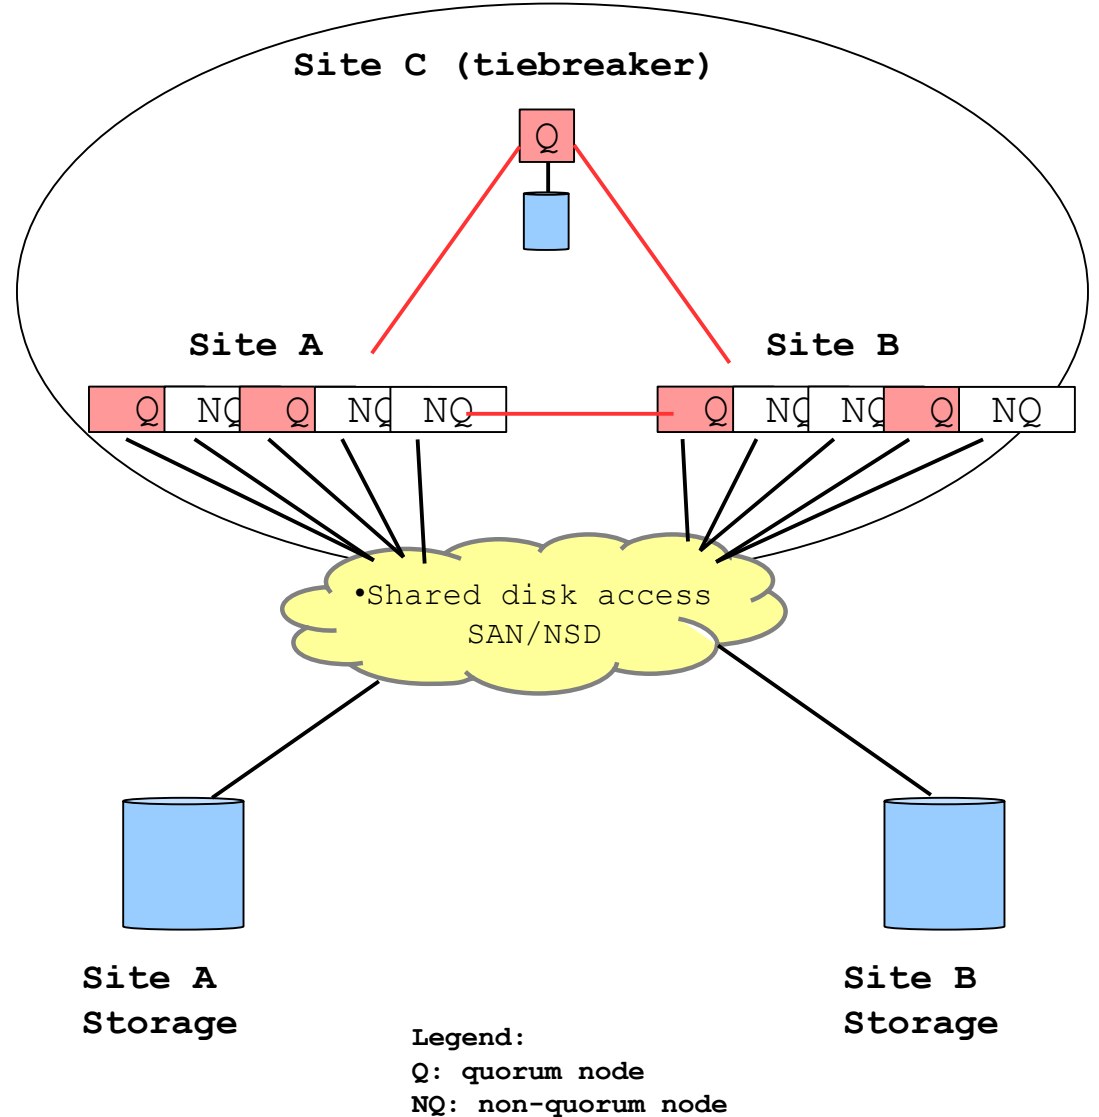 Site C (tiebreaker)
Q
Site A
Site B
Q NQ Q NQ NQ
Q NQ NQ Q NQ
•Shared disk access
SAN/NSD
Site A
Storage
Site B
Storage
Legend:
Q: quorum node
NQ: non-quorum node